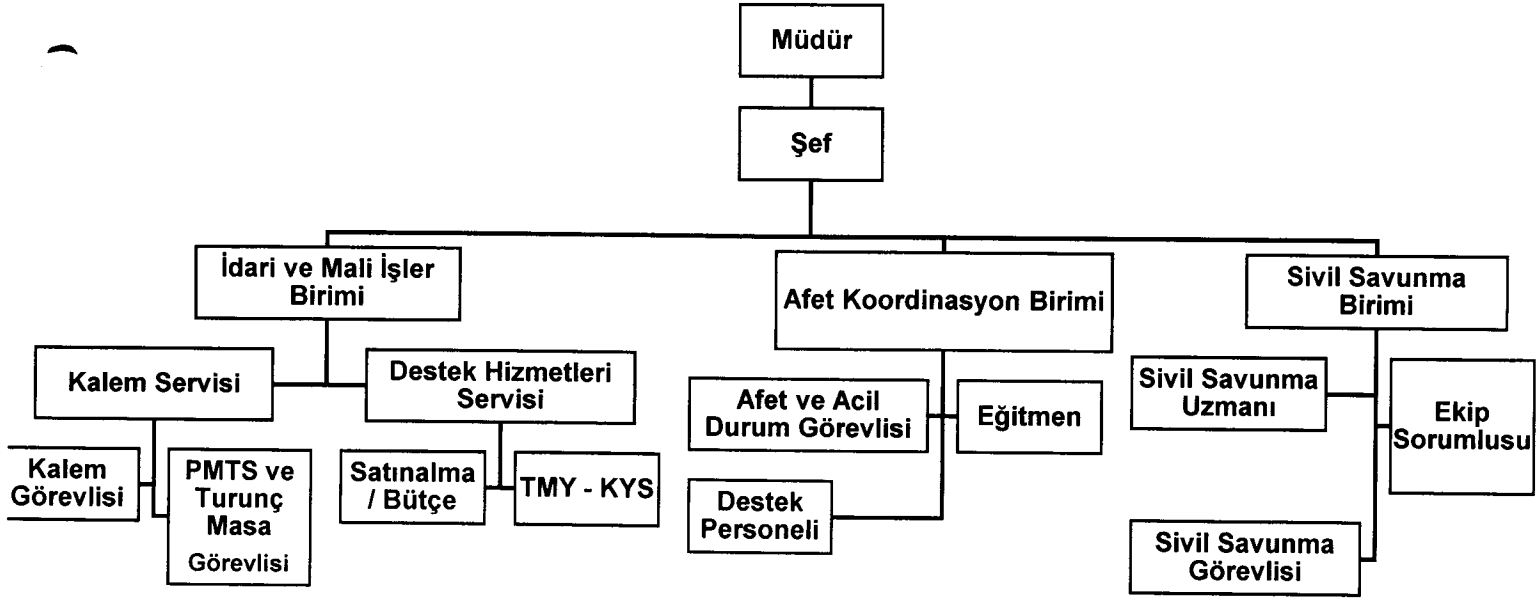 Müdür
Şef
İdari ve Mali İşler
Birimi
Afet Koordinasyon Birimi
Sivil Savunma
Birimi
Kalem Servisi
Destek Hizmetleri
Servisi
Afet ve Acil
Durum Görevlisi
Eğitmen
Sivil Savunma
Uzmanı
Ekip
Sorumlusu
Kalem
Görevlisi
PMTS ve
Turunç
Masa
Görevlisi
Satınalma
/ Bütçe
TMY - KYS
Destek
Personeli
Sivil Savunma
Görevlisi